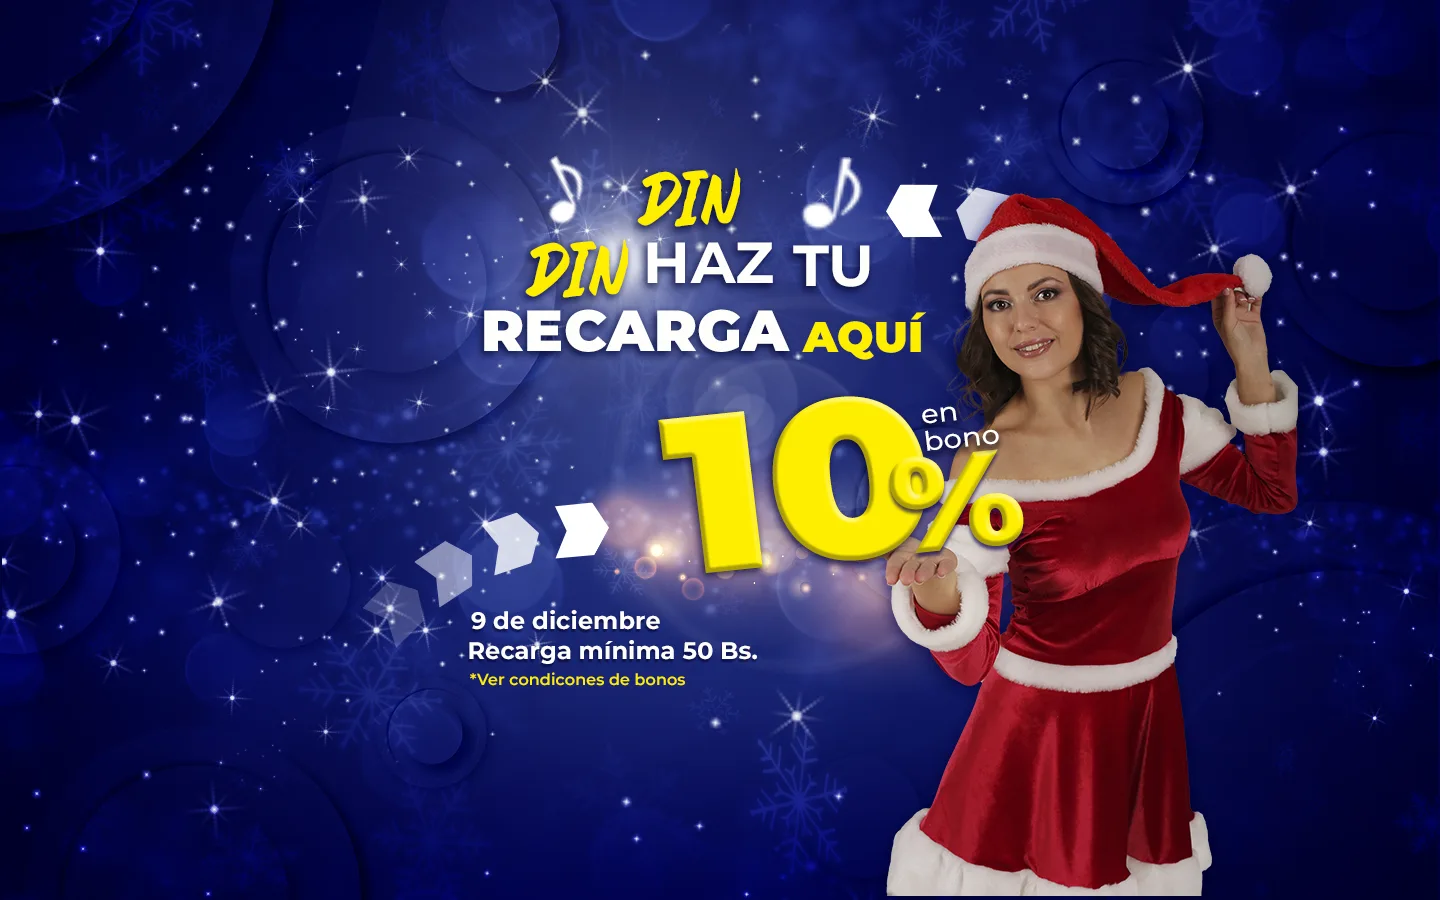 DIN
DIN HAZ TU
RECARGA AQUÍ
10%
en
bono
9 de diciembre
Recarga mínima 50 Bs.
*Ver condicones de bonos